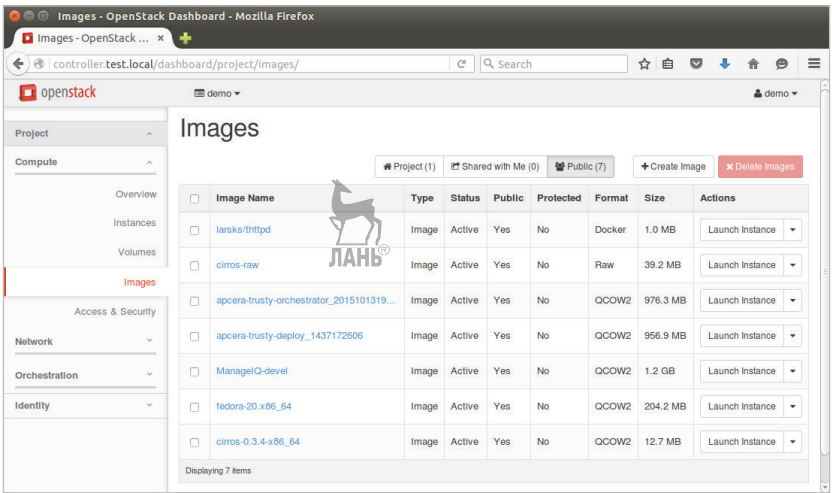 Images - OpenStack Dashboard - Mozilla Firefox
Images - OpenStack ...
controller.test.local/dashboard/project/images/
Search
openstack
demo
demo
Project
Compute
Overview
Instances
Volumes
Images
Access & Security
Network
Orchestration
Identity
Images
Project (1) Shared with Me (0) Public (7) Create Image Delete Images
Image Name Type Status Public Protected Format Size Actions
larsks/thttpd Image Active Yes No Docker 1.0 MB Launch Instance
cirros-raw Image Active Yes No Raw 39.2 MB Launch Instance
apcera-trusty-orchestrator_2015101319... Image Active Yes No QCOW2 976.3 MB Launch Instance
apcera-trusty-deploy_1437172606 Image Active Yes No QCOW2 956.9 MB Launch Instance
ManageIQ-devel Image Active Yes No QCOW2 1.2 GB Launch Instance
fedora-20.x86_64 Image Active Yes No QCOW2 204.2 MB Launch Instance
cirros-0.3.4-x86_64 Image Active Yes No QCOW2 12.7 MB Launch Instance
Displaying 7 items
ЛАНЬ®